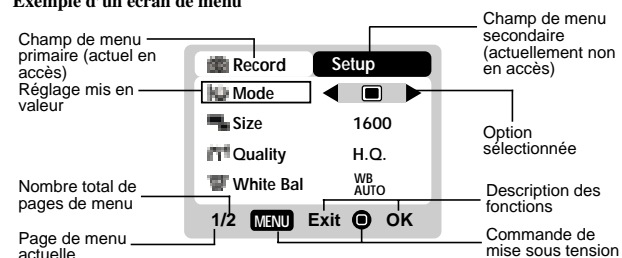 Exemple d'un écran de menu
Champ de menu
primaire (actuel en
accès)
Réglage mis en
valeur
Nombre total de
pages de menu
Page de menu
actuelle
Record
Setup
Mode
Size
1600
Quality
H.Q.
White Bal
WB
AUTO
1/2 MENU Exit OK
Champ de menu
secondaire
(actuellement non
en accès)
Option
sélectionnée
Description des
fonctions
Commande de
mise sous tension